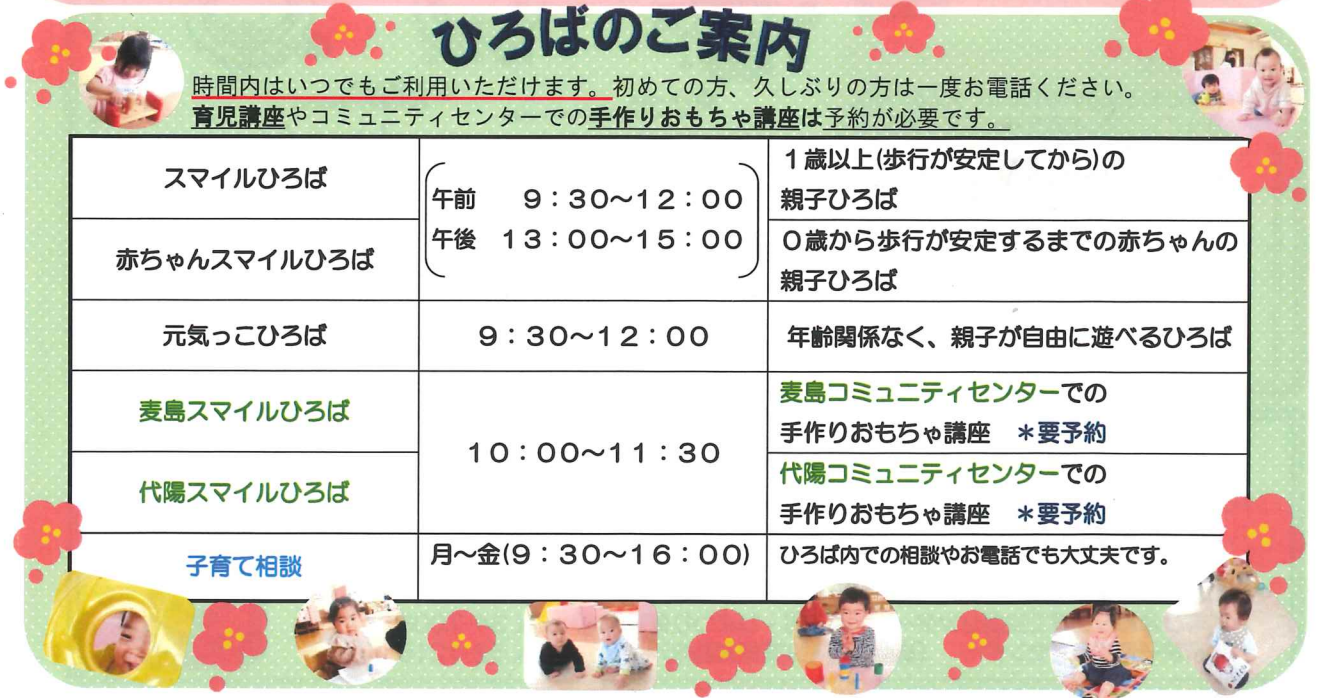 ひろばのご案内
時間内はいつでもご利用いただけます。初めての方、久しぶりの方は一度お電話ください。
育児講座やコミュニティセンターでの手作りおもちゃ講座は予約が必要です。
スマイルひろば
午前 9:30～12:00
午後 13:00～15:00
1歳以上(歩行が安定してから)の
親子ひろば
赤ちゃんスマイルひろば
0歳から歩行が安定するまでの赤ちゃんの
親子ひろば
元気っこひろば
9:30～12:00
年齢関係なく、親子が自由に遊べるひろば
麦島スマイルひろば
10:00～11:30
麦島コミュニティセンターでの
手作りおもちゃ講座 *要予約
代陽スマイルひろば
代陽コミュニティセンターでの
手作りおもちゃ講座 *要予約
子育て相談
月～金(9:30～16:00)
ひろば内での相談やお電話でも大丈夫です。